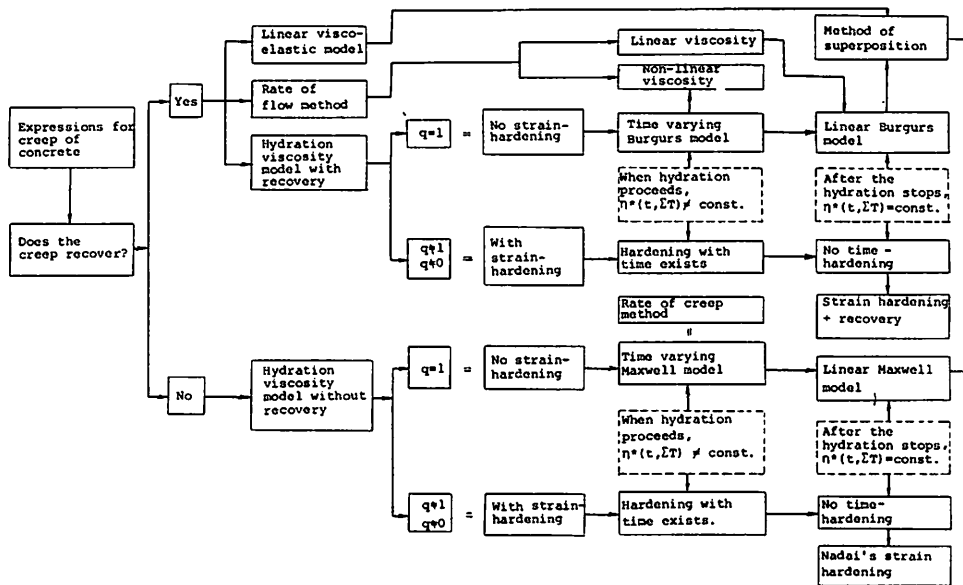 Expressions for
creep of
concrete
Does the
creep recover?
Yes
No
Linear visco-
elastic model
Rate of
flow method
Hydration
viscosity
model with
recovery
Linear viscosity
Non-linear
viscosity
Method of
superposition
q=1
=
No strain-
hardening
Time varying
Burgurs model
Linear Burgurs
model
When hydration
proceeds,
η*(t,ΣT)≠ const.
After the
hydration stops,
η*(t,ΣT)=const.
q≠1
q≠0
=
With
strain-
hardening
Hardening with
time exists
No time -
hardening
Strain hardening
+ recovery
Rate of creep
method
=
Hydration
viscosity
model without
recovery
q=1
=
No strain-
hardening
Time varying
Maxwell model
Linear Maxwell
model
When hydration
proceeds,
η*(t,ΣT) ≠ const.
After the
hydration stops,
η*(t,ΣT)=const.
q≠1
q≠0
=
With strain-
hardening
Hardening with
time exists.
No time-
hardening
Nadai's strain
hardening